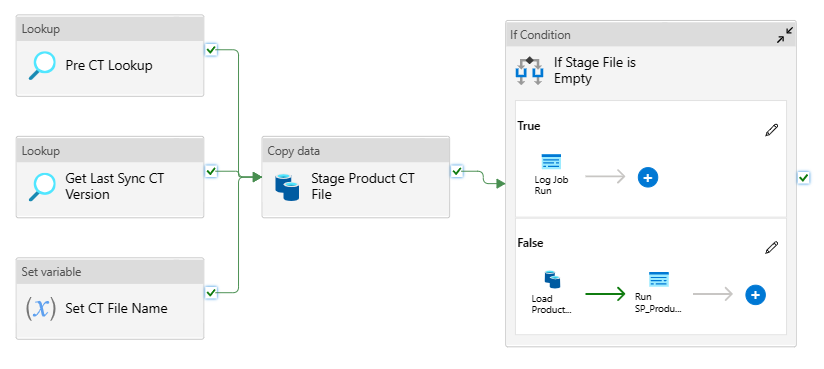 Lookup
Pre CT Lookup
Lookup
Get Last Sync CT
Version
Set variable
(x)
Set CT File Name
Copy data
Stage Product CT
File
If Condition
If Stage File is
Empty
True
Log Job
Run
False
Load
Product...
Run
SP_Produ...